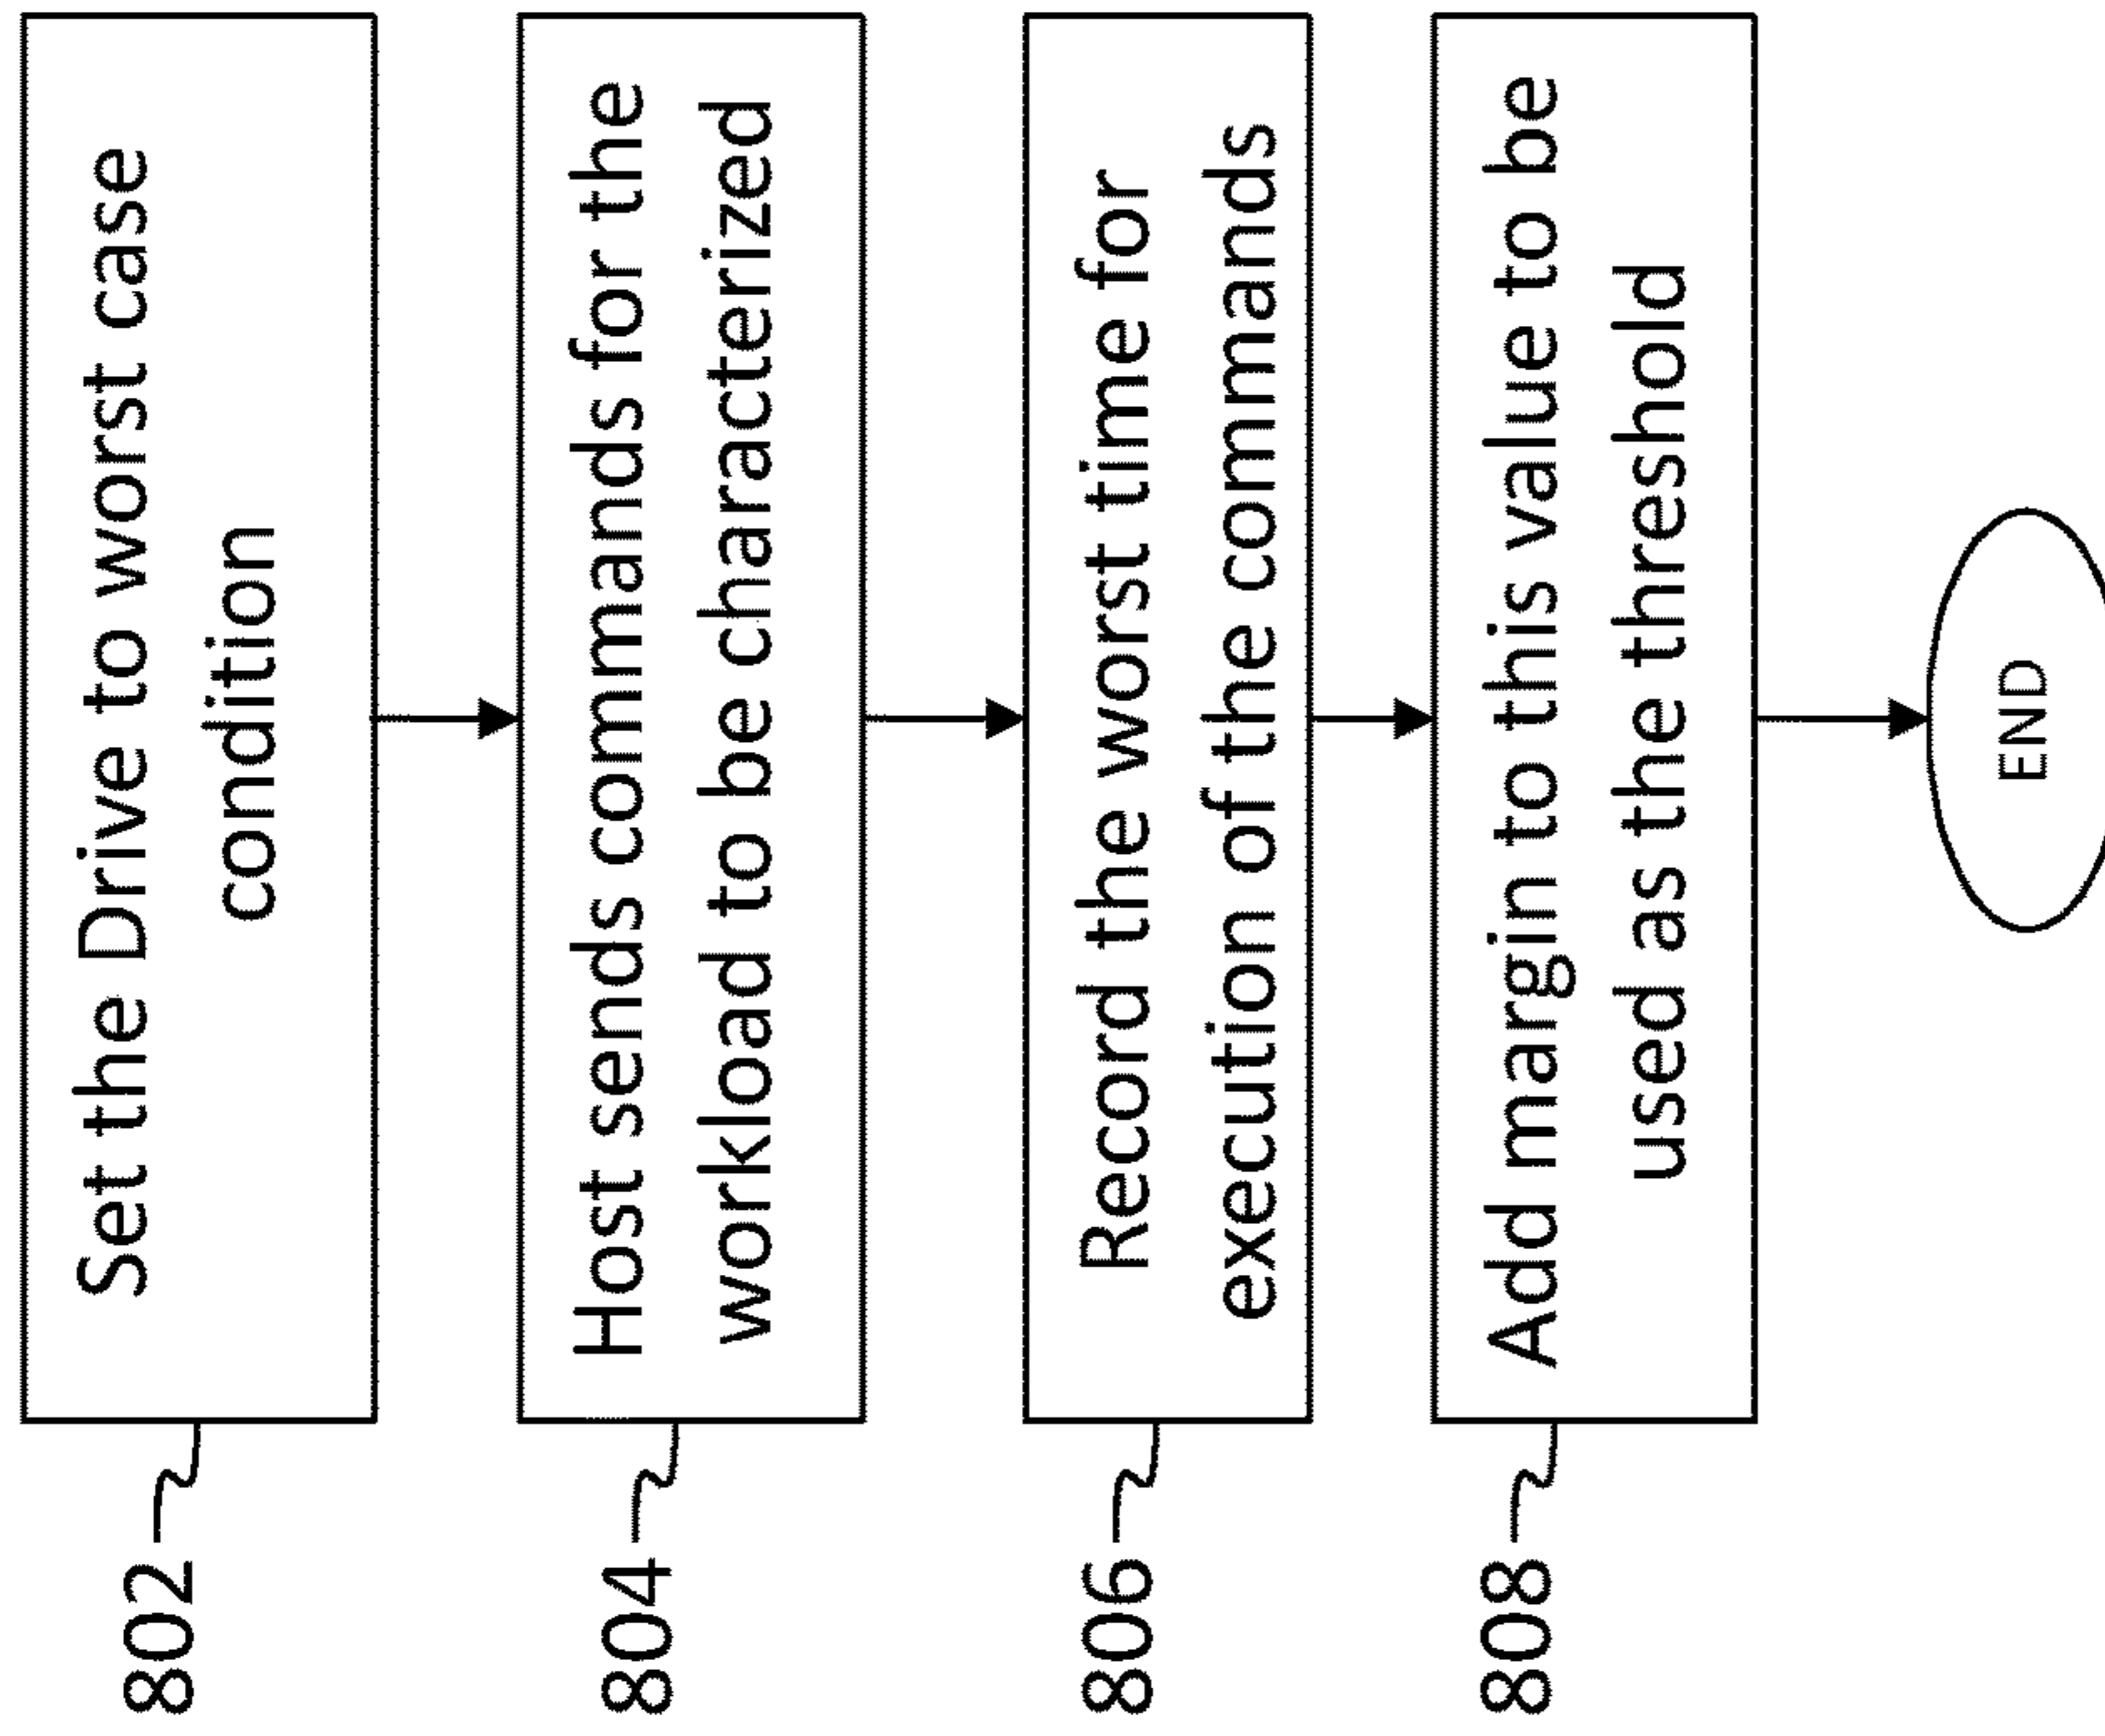 802
Set the Drive to worst case
condition
804
Host sends commands for the
workload to be characterized
806
Record the worst time for
execution of the commands
808
Add margin to this value to be
used as the threshold
END